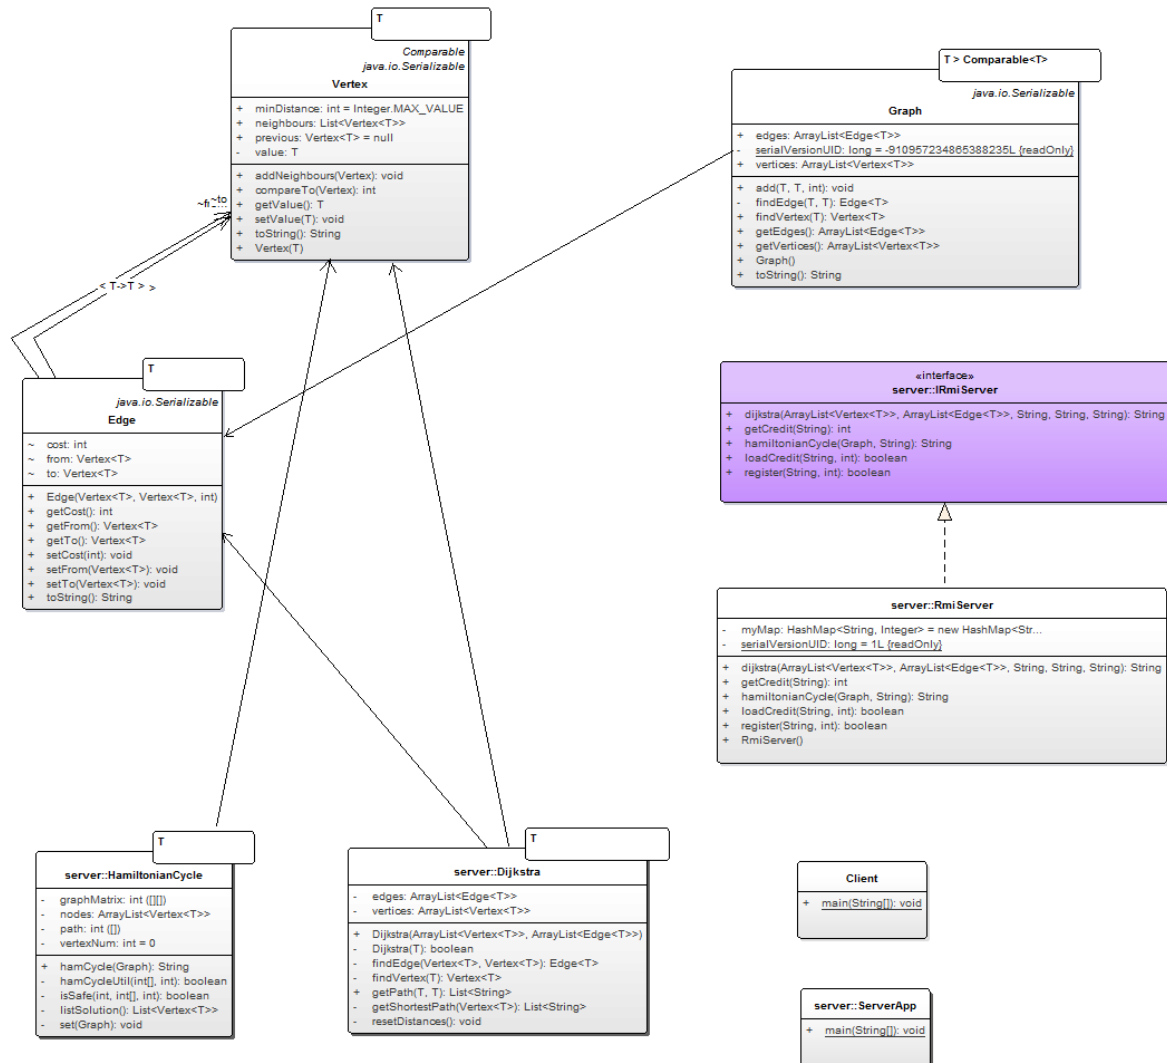 T
Comparable
java.io.Serializable
Vertex
+ minDistance: int = Integer.MAX_VALUE
+ neighbours: List<Vertex<T>>
+ previous: Vertex<T> = null
- value: T
+ addNeighbours(Vertex): void
+ compareTo(Vertex): int
+ getValue(): T
+ setValue(T): void
+ toString(): String
+ Vertex(T)
T > Comparable<T>
java.io.Serializable
Graph
+ edges: ArrayList<Edge<T>>
- serialVersionUID: long = -910957234865388235L {readOnly}
+ vertices: ArrayList<Vertex<T>>
+ add(T, T, int): void
- findEdge(T, T): Edge<T>
+ findVertex(T): Vertex<T>
+ getEdges(): ArrayList<Edge<T>>
+ getVertices(): ArrayList<Vertex<T>>
+ Graph()
+ toString(): String
~to
< T->T >
T
java.io.Serializable
Edge
~ cost: int
~ from: Vertex<T>
~ to: Vertex<T>
+ Edge(Vertex<T>, Vertex<T>, int)
+ getCost(): int
+ getFrom(): Vertex<T>
+ getTo(): Vertex<T>
+ setCost(int): void
+ setFrom(Vertex<T>): void
+ setTo(Vertex<T>): void
+ toString(): String
«interface»
server::IRmiServer
+ dijkstra(ArrayList<Vertex<T>>, ArrayList<Edge<T>>, String, String, String): String
+ getCredit(String): int
+ hamiltonianCycle(Graph, String): String
+ loadCredit(String, int): boolean
+ register(String, int): boolean
server::RmiServer
- myMap: HashMap<String, Integer> = new HashMap<Str...
- serialVersionUID: long = 1L {readOnly}
+ dijkstra(ArrayList<Vertex<T>>, ArrayList<Edge<T>>, String, String, String): String
+ getCredit(String): int
+ hamiltonianCycle(Graph, String): String
+ loadCredit(String, int): boolean
+ register(String, int): boolean
+ RmiServer()
T
server::HamiltonianCycle
- graphMatrix: int ([][])
- nodes: ArrayList<Vertex<T>>
- path: int ([])
- vertexNum: int = 0
+ hamCycle(Graph): String
- hamCycleUtil(int[], int): boolean
- isSafe(int, int[], int): boolean
- listSolution(): List<Vertex<T>>
- set(Graph): void
T
server::Dijkstra
- edges: ArrayList<Edge<T>>
- vertices: ArrayList<Vertex<T>>
+ Dijkstra(ArrayList<Vertex<T>>, ArrayList<Edge<T>>)
- Dijkstra(T): boolean
- findEdge(Vertex<T>, Vertex<T>): Edge<T>
- findVertex(T): Vertex<T>
+ getPath(T, T): List<String>
- getShortestPath(Vertex<T>): List<String>
- resetDistances(): void
Client
+ main(String[]): void
server::ServerApp
+ main(String[]): void